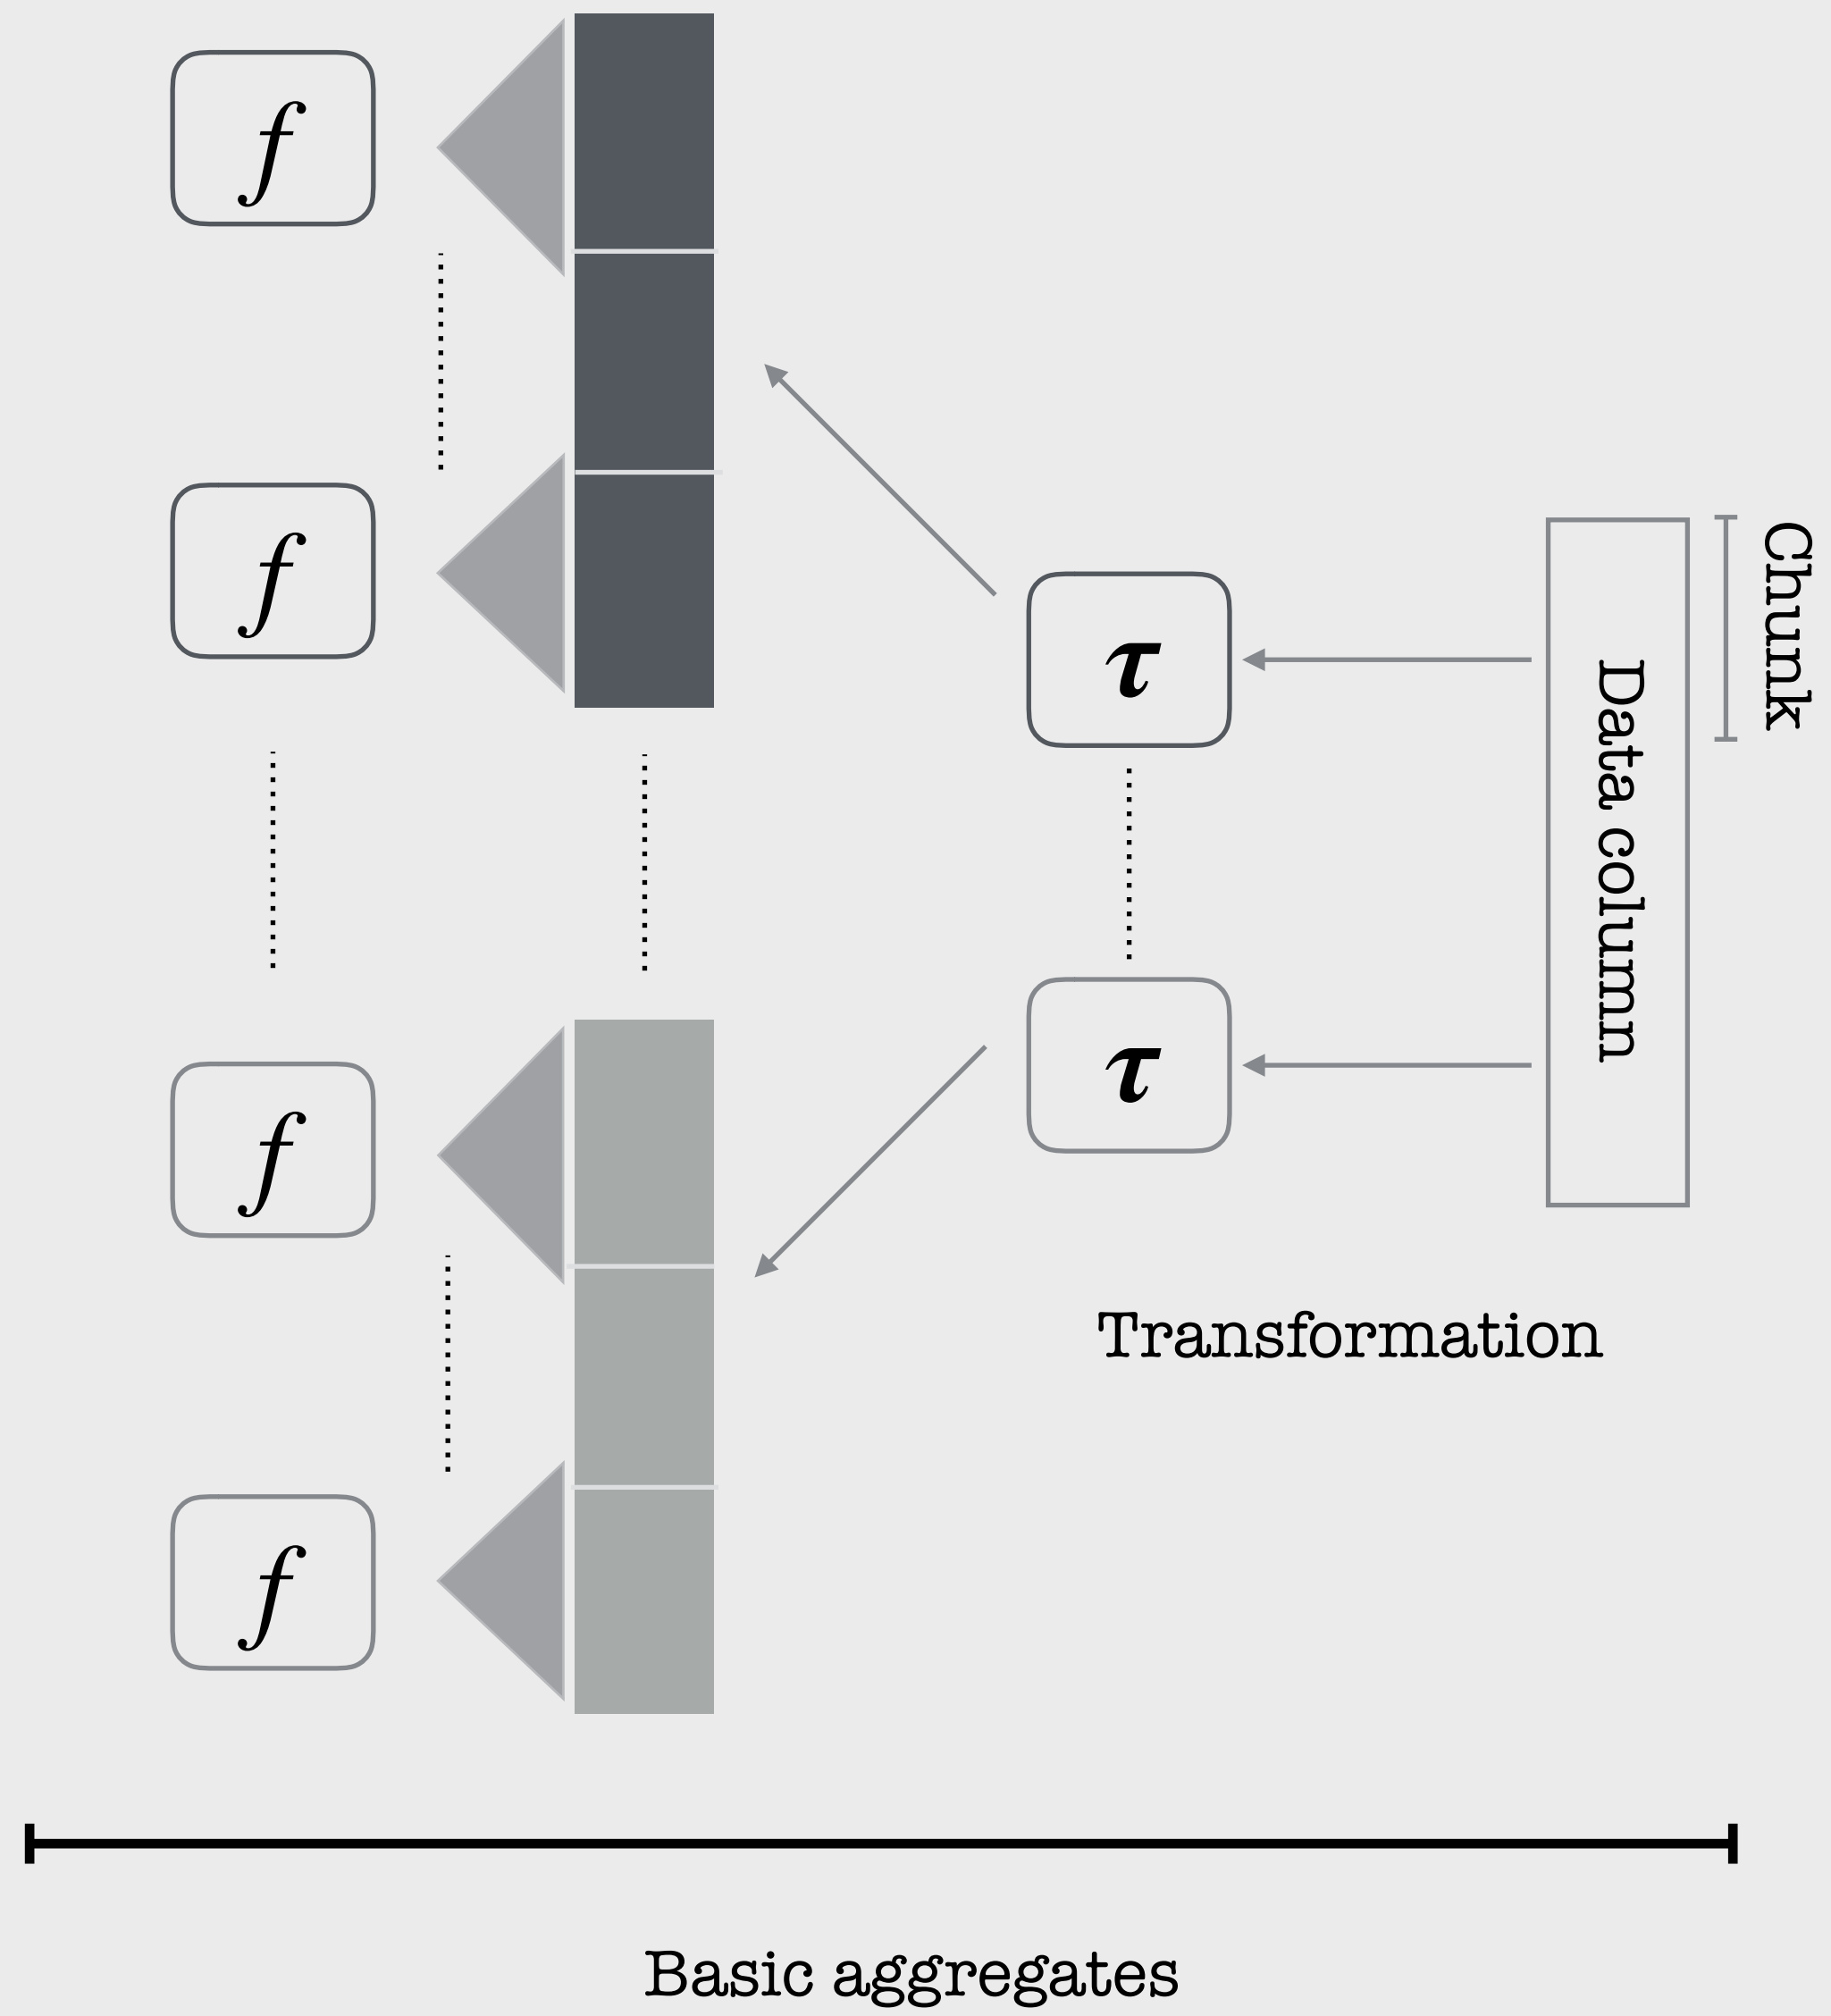 f
f
τ
Chunk
Data column
τ
f
Transformation
f
Basic aggregates